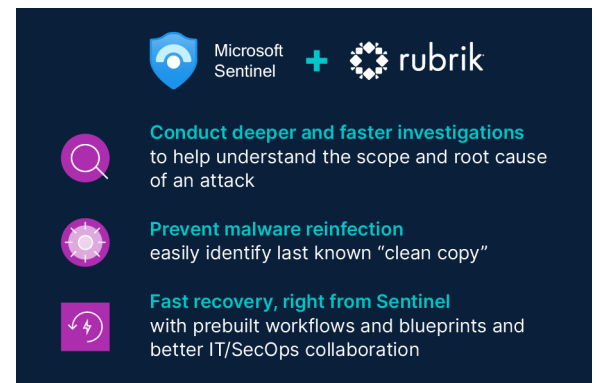 Microsoft
Sentinel
+
rubrik
Conduct deeper and faster investigations
to help understand the scope and root cause
of an attack
Prevent malware reinfection
easily identify last known “clean copy”
Fast recovery, right from Sentinel
with prebuilt workflows and blueprints and
better IT/SecOps collaboration